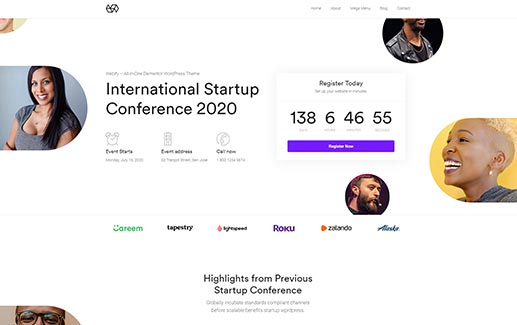 Home About Mega Menu Blog Contact
Webify – All-in-One Elementor WordPress Theme
International Startup
Conference 2020
Register Today
Set up your website in minutes.
138 6 46 55
DAYS HOURS MINUTES SECONDS
Register Now
Event Starts Event address Call now
Monday, July 16, 2020 50 Tranpot Street, San Jose 1 800 1234 5674
Careem tapestry lightspeed Roku zalando Alaska
Highlights from Previous
Startup Conference
Globally incubate standards compliant channels
before scalable benefits startup wordpress.